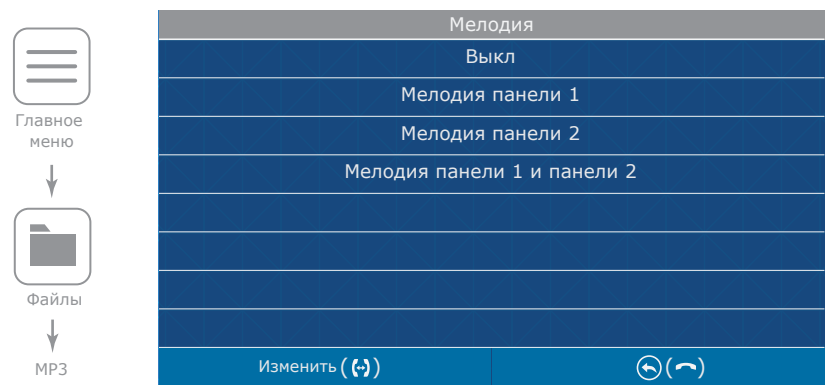 Главное
меню
Файлы
MP3
Мелодия
Выкл
Мелодия панели 1
Мелодия панели 2
Мелодия панели 1 и панели 2
Изменить ( )
( )